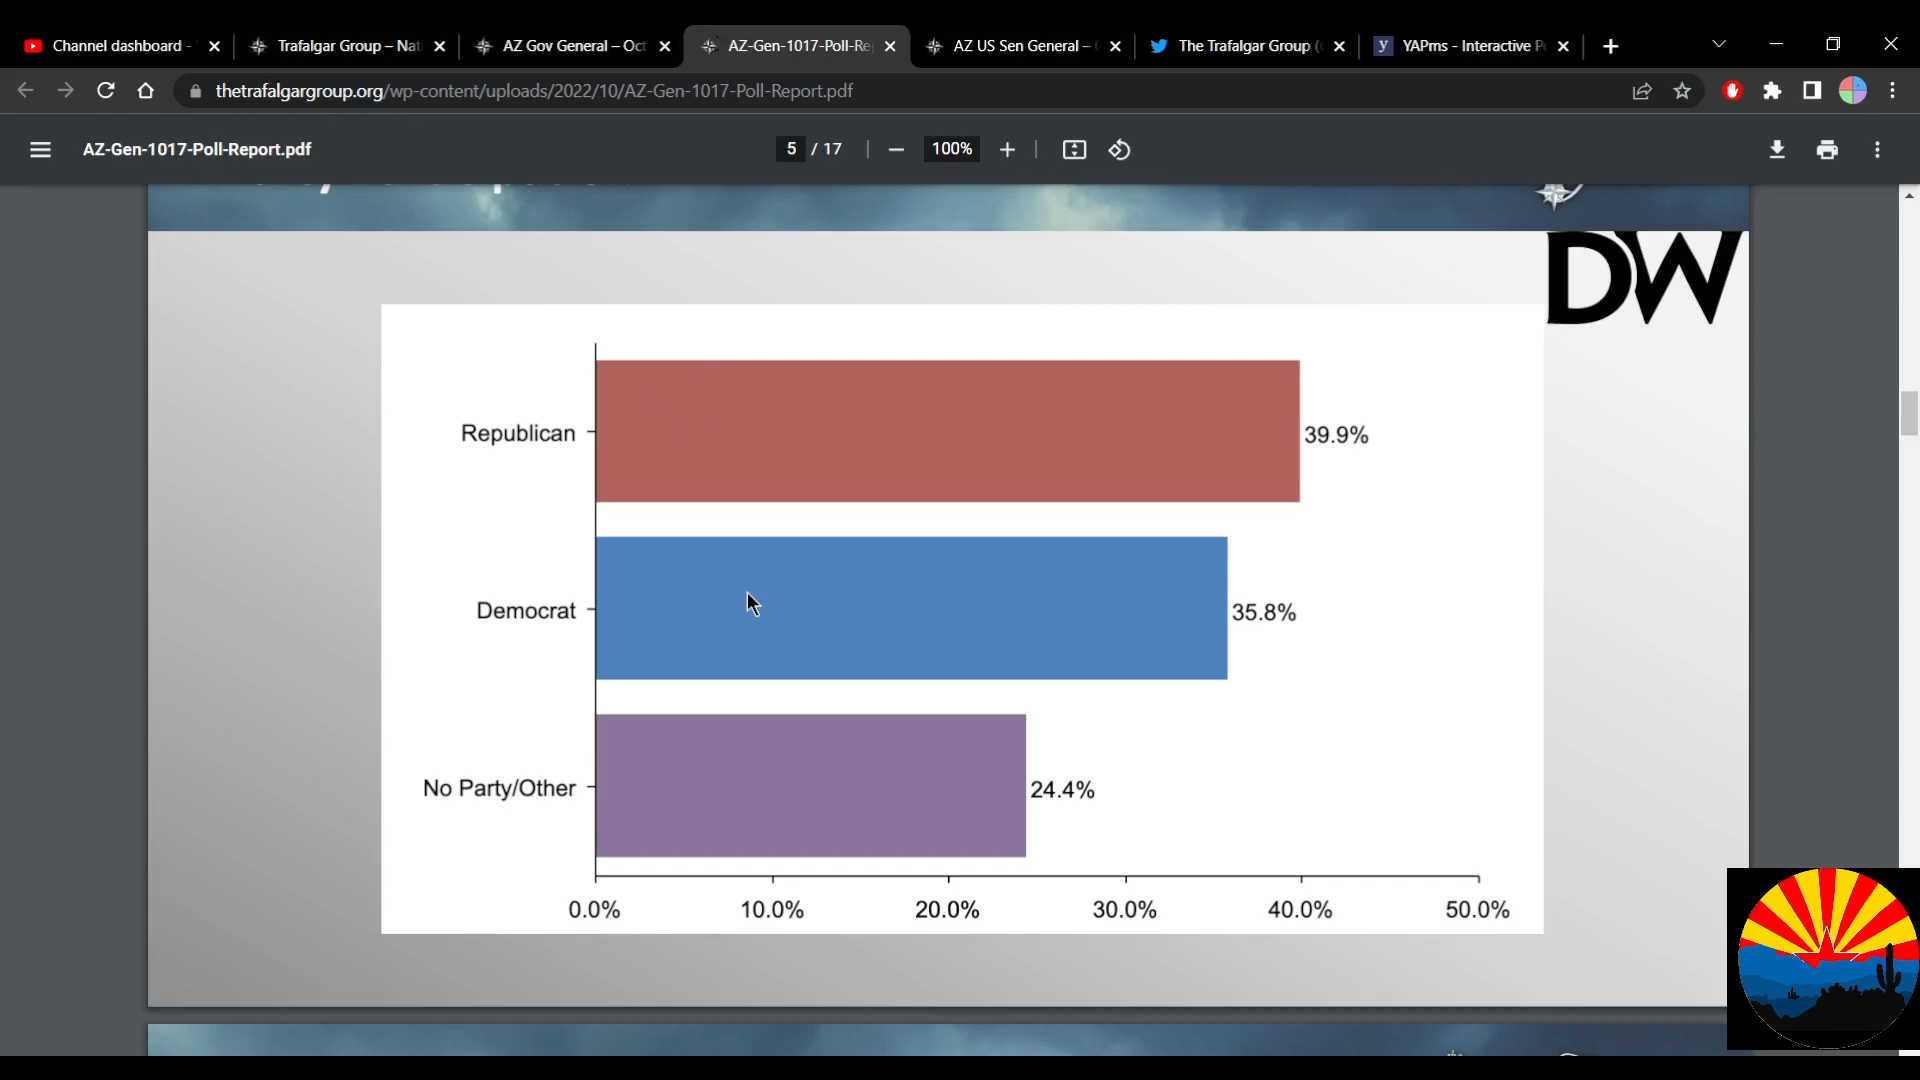 Channel dashboard -
Trafalgar Group – Nat
AZ Gov General – Oct
AZ-Gen-1017-Poll-Re
AZ US Sen General –
The Trafalgar Group (
YAPms - Interactive P
thetrafalgargroup.org/wp-content/uploads/2022/10/AZ-Gen-1017-Poll-Report.pdf
AZ-Gen-1017-Poll-Report.pdf
5 / 17
100%
DW
Republican
39.9%
Democrat
35.8%
No Party/Other
24.4%
0.0% 10.0% 20.0% 30.0% 40.0% 50.0%